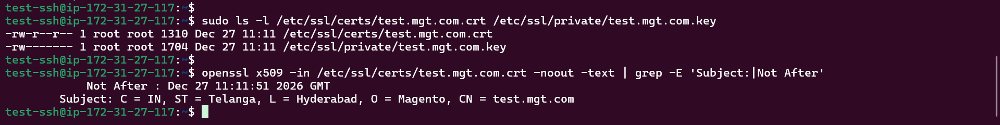 test-ssh@ip-172-31-27-117:~$
test-ssh@ip-172-31-27-117:~$ sudo ls -l /etc/ssl/certs/test.mgt.com.crt /etc/ssl/private/test.mgt.com.key
-rw-r--r-- 1 root root 1310 Dec 27 11:11 /etc/ssl/certs/test.mgt.com.crt
-rw------- 1 root root 1704 Dec 27 11:11 /etc/ssl/private/test.mgt.com.key
test-ssh@ip-172-31-27-117:~$
test-ssh@ip-172-31-27-117:~$ openssl x509 -in /etc/ssl/certs/test.mgt.com.crt -noout -text | grep -E 'Subject:|Not After'
            Not After : Dec 27 11:11:51 2026 GMT
        Subject: C = IN, ST = Telanga, L = Hyderabad, O = Magento, CN = test.mgt.com
test-ssh@ip-172-31-27-117:~$